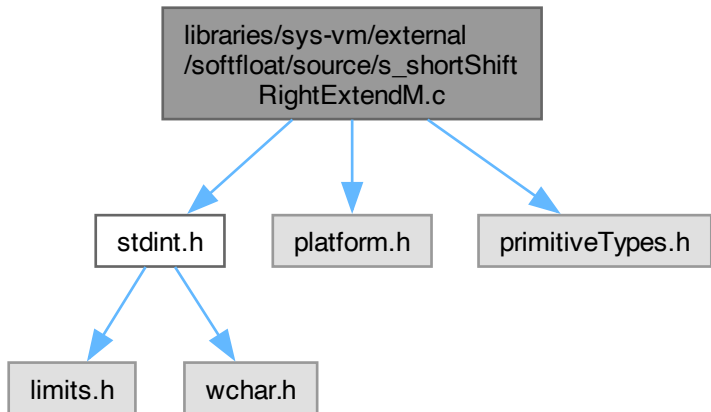 libraries/sys-vm/external
/softfloat/source/s_shortShift
RightExtendM.c
stdint.h
platform.h
primitiveTypes.h
limits.h
wchar.h